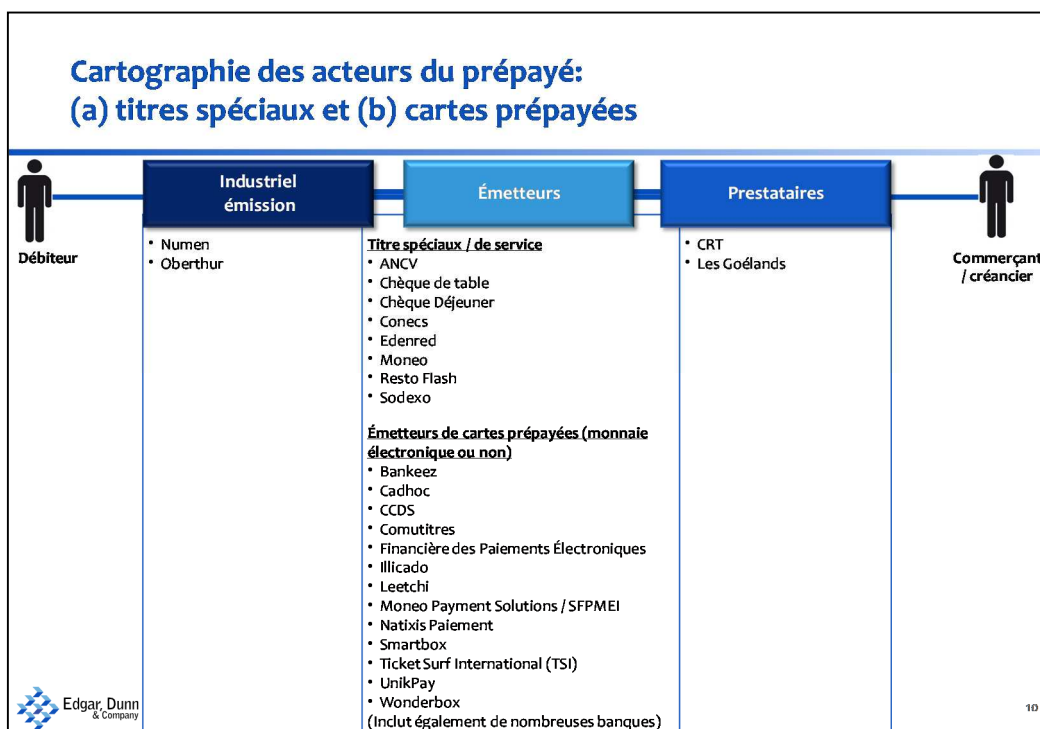 Cartographie des acteurs du prépayé:
(a) titres spéciaux et (b) cartes prépayées
Débiteur
Industriel
émission
• Numen
• Oberthur
Émetteurs
Titre spéciaux / de service
• ANCV
• Chèque de table
• Chèque Déjeuner
• Conecs
• Edenred
• Moneo
• Resto Flash
• Sodexo
Émetteurs de cartes prépayées (monnaie
électronique ou non)
• Bankeez
• Cadhoc
• CCDS
• Comutitres
• Financière des Paiements Électroniques
• Illicado
• Leetchi
• Moneo Payment Solutions / SFPMEI
• Natixis Paiement
• Smartbox
• Ticket Surf International (TSI)
• UnikPay
• Wonderbox
(Inclut également de nombreuses banques)
Prestataires
• CRT
• Les Goélands
Commerçant
/ créancier
Edgar, Dunn
& Company
10